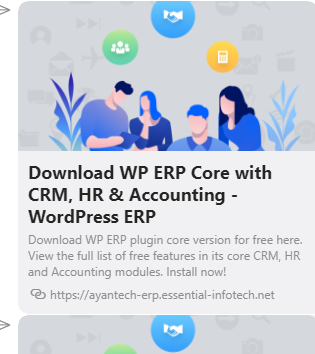 Download WP ERP Core with
CRM, HR & Accounting -
WordPress ERP
Download WP ERP plugin core version for free here.
View the full list of free features in its core CRM, HR
and Accounting modules. Install now!
https://ayantech-erp.essential-infotech.net